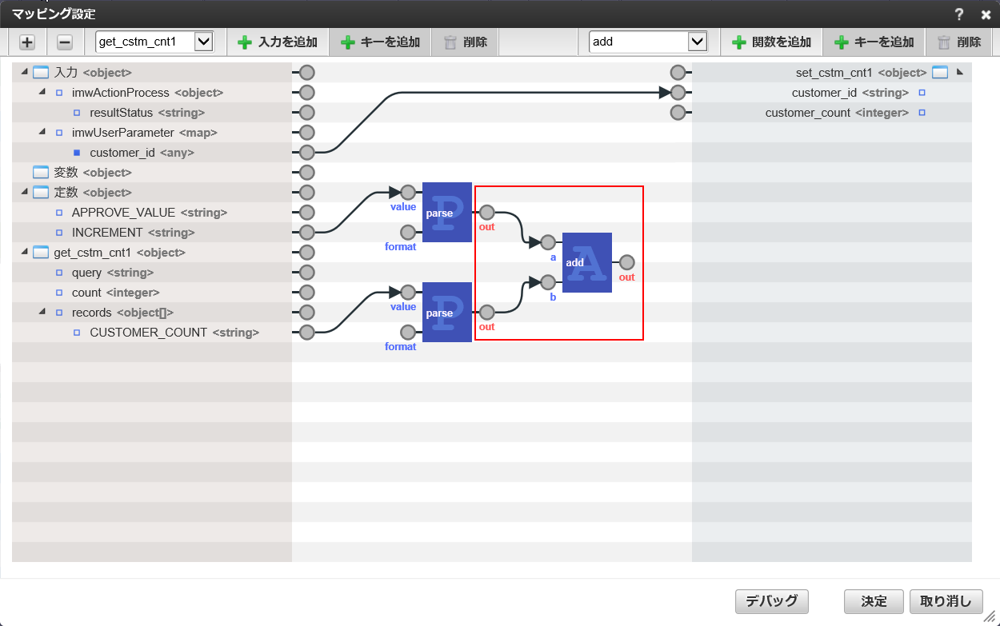 マッピング設定
get_cstm_cnt1 入力を追加 キーを追加 削除 add 関数を追加 キーを追加 削除
入力 <object>
imwActionProcess <object>
resultStatus <string>
imwUserParameter <map>
customer_id <any>
変数 <object>
定数 <object>
APPROVE_VALUE <string>
INCREMENT <string>
get_cstm_cnt1 <object>
query <string>
count <integer>
records <object[]>
CUSTOMER_COUNT <string>
value
format
P
parse
out
value
format
P
parse
out
a
b
A
add
out
set_cstm_cnt1 <object>
customer_id <string>
customer_count <integer>
デバッグ 決定 取り消し